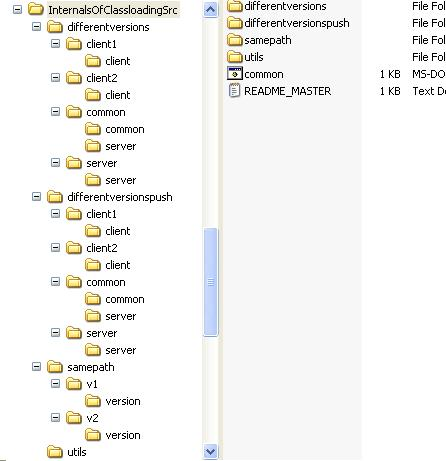 InternalsOfClassloadingSrc
differentversions
client1
client
client2
client
common
common
server
server
server
differentversionspush
client1
client
client2
client
common
common
server
server
server
samepath
v1
version
v2
version
utils
differentversions File Fol
differentversionspush File Fol
samepath File Fol
utils File Fol
common 1 KB MS-DO
README_MASTER 1 KB Text Do